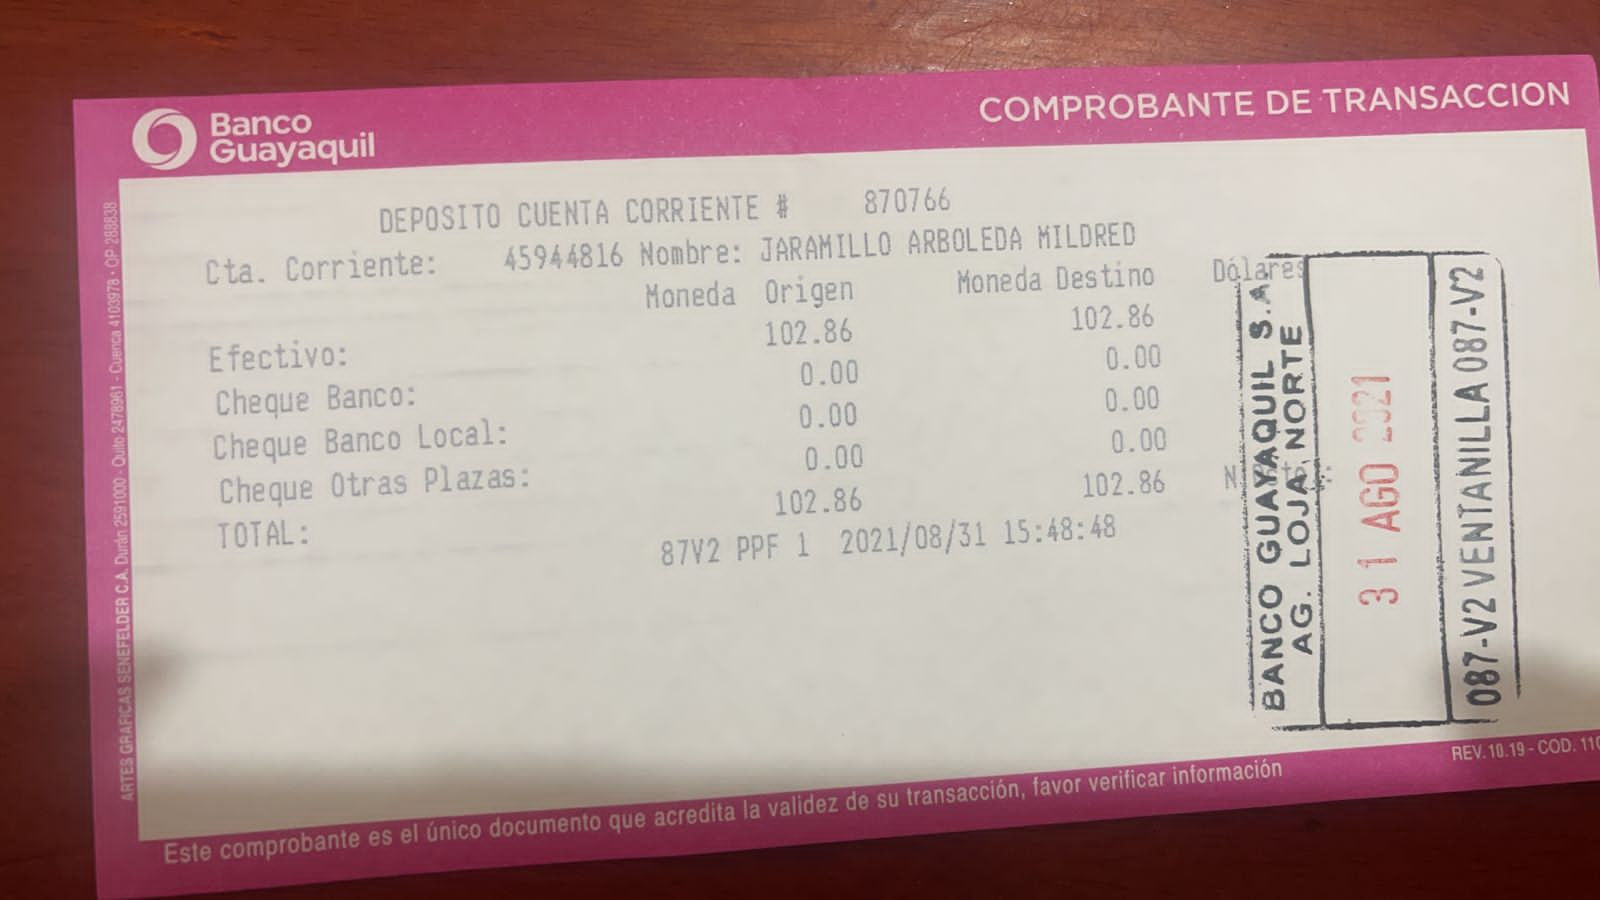 Banco
Guayaquil
COMPROBANTE DE TRANSACCION
DEPOSITO CUENTA CORRIENTE # 870766
Cta. Corriente: 45944816 Nombre: JARAMILLO ARBOLEDA MILDRED
Moneda Origen Moneda Destino Dólares
Efectivo: 102.86 102.86
Cheque Banco: 0.00 0.00
Cheque Banco Local: 0.00 0.00
Cheque Otras Plazas: 0.00 0.00
TOTAL: 102.86 102.86
87V2 PPF 1 2021/08/31 15:48:48
BANCO GUAYAQUIL S.A.
AG. LOJA NORTE
31 AGO 2021
087-V2 VENTANILLA 087-V2
ARTES GRAFICAS SENEFELDER C.A. Durán 2591000 - Quito 2478961 - Cuenca 4103978 · OP 288838
REV. 10.19 - COD. 110
Este comprobante es el único documento que acredita la validez de su transacción, favor verificar información